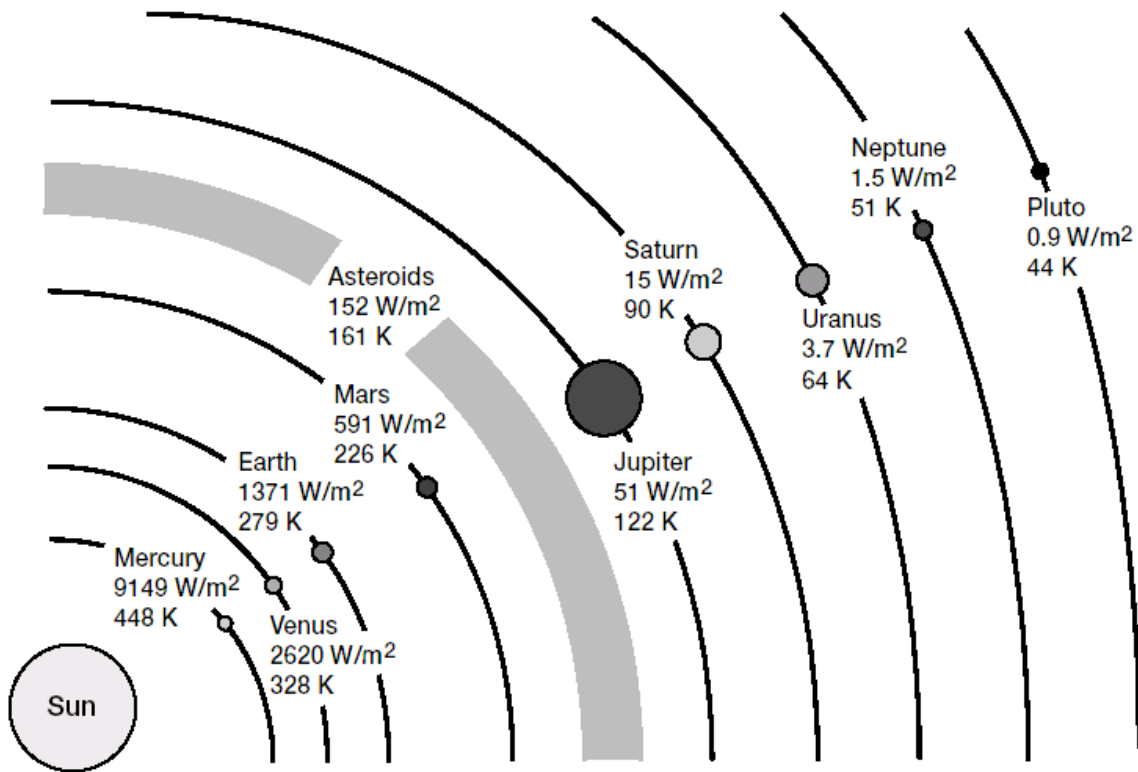 Neptune
1.5 W/m²
51 K
Pluto
0.9 W/m²
44 K
Saturn
15 W/m²
90 K
Uranus
3.7 W/m²
64 K
Asteroids
152 W/m²
161 K
Mars
591 W/m²
226 K
Jupiter
51 W/m²
122 K
Earth
1371 W/m²
279 K
Mercury
9149 W/m²
448 K
Venus
2620 W/m²
328 K
Sun